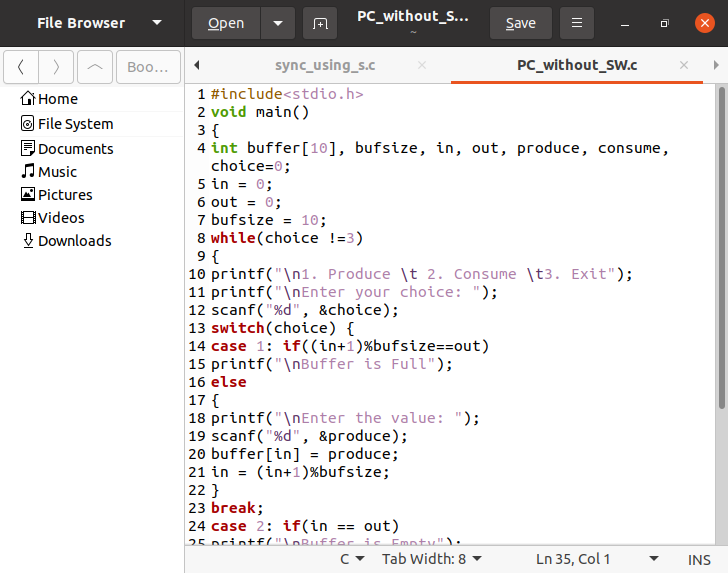 File Browser
Open
PC_without_S...
~
Save
Boo...
Home
File System
Documents
Music
Pictures
Videos
Downloads
sync_using_s.c
PC_without_SW.c
1 #include<stdio.h>
2 void main()
3 {
4 int buffer[10], bufsize, in, out, produce, consume,
choice=0;
5 in = 0;
6 out = 0;
7 bufsize = 10;
8 while(choice !=3)
9 {
10 printf("\n1. Produce \t 2. Consume \t3. Exit");
11 printf("\nEnter your choice: ");
12 scanf("%d", &choice);
13 switch(choice) {
14 case 1: if((in+1)%bufsize==out)
15 printf("\nBuffer is Full");
16 else
17 {
18 printf("\nEnter the value: ");
19 scanf("%d", &produce);
20 buffer[in] = produce;
21 in = (in+1)%bufsize;
22 }
23 break;
24 case 2: if(in == out)
25 printf("\nBuffer is Empty");
C
Tab Width: 8
Ln 35, Col 1
INS